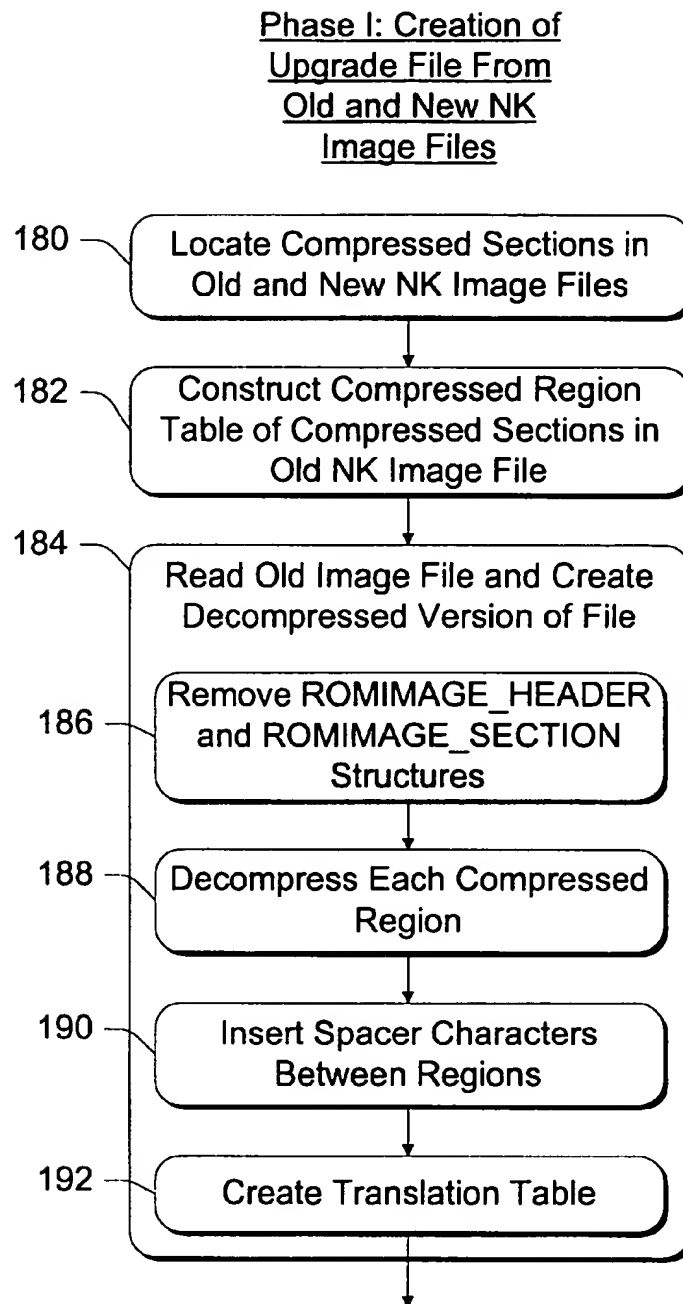 Phase I: Creation of
Upgrade File From
Old and New NK
Image Files
180
Locate Compressed Sections in
Old and New NK Image Files
182
Construct Compressed Region
Table of Compressed Sections in
Old NK Image File
184
Read Old Image File and Create
Decompressed Version of File
186
Remove ROMIMAGE_HEADER
and ROMIMAGE_SECTION
Structures
188
Decompress Each Compressed
Region
190
Insert Spacer Characters
Between Regions
192
Create Translation Table